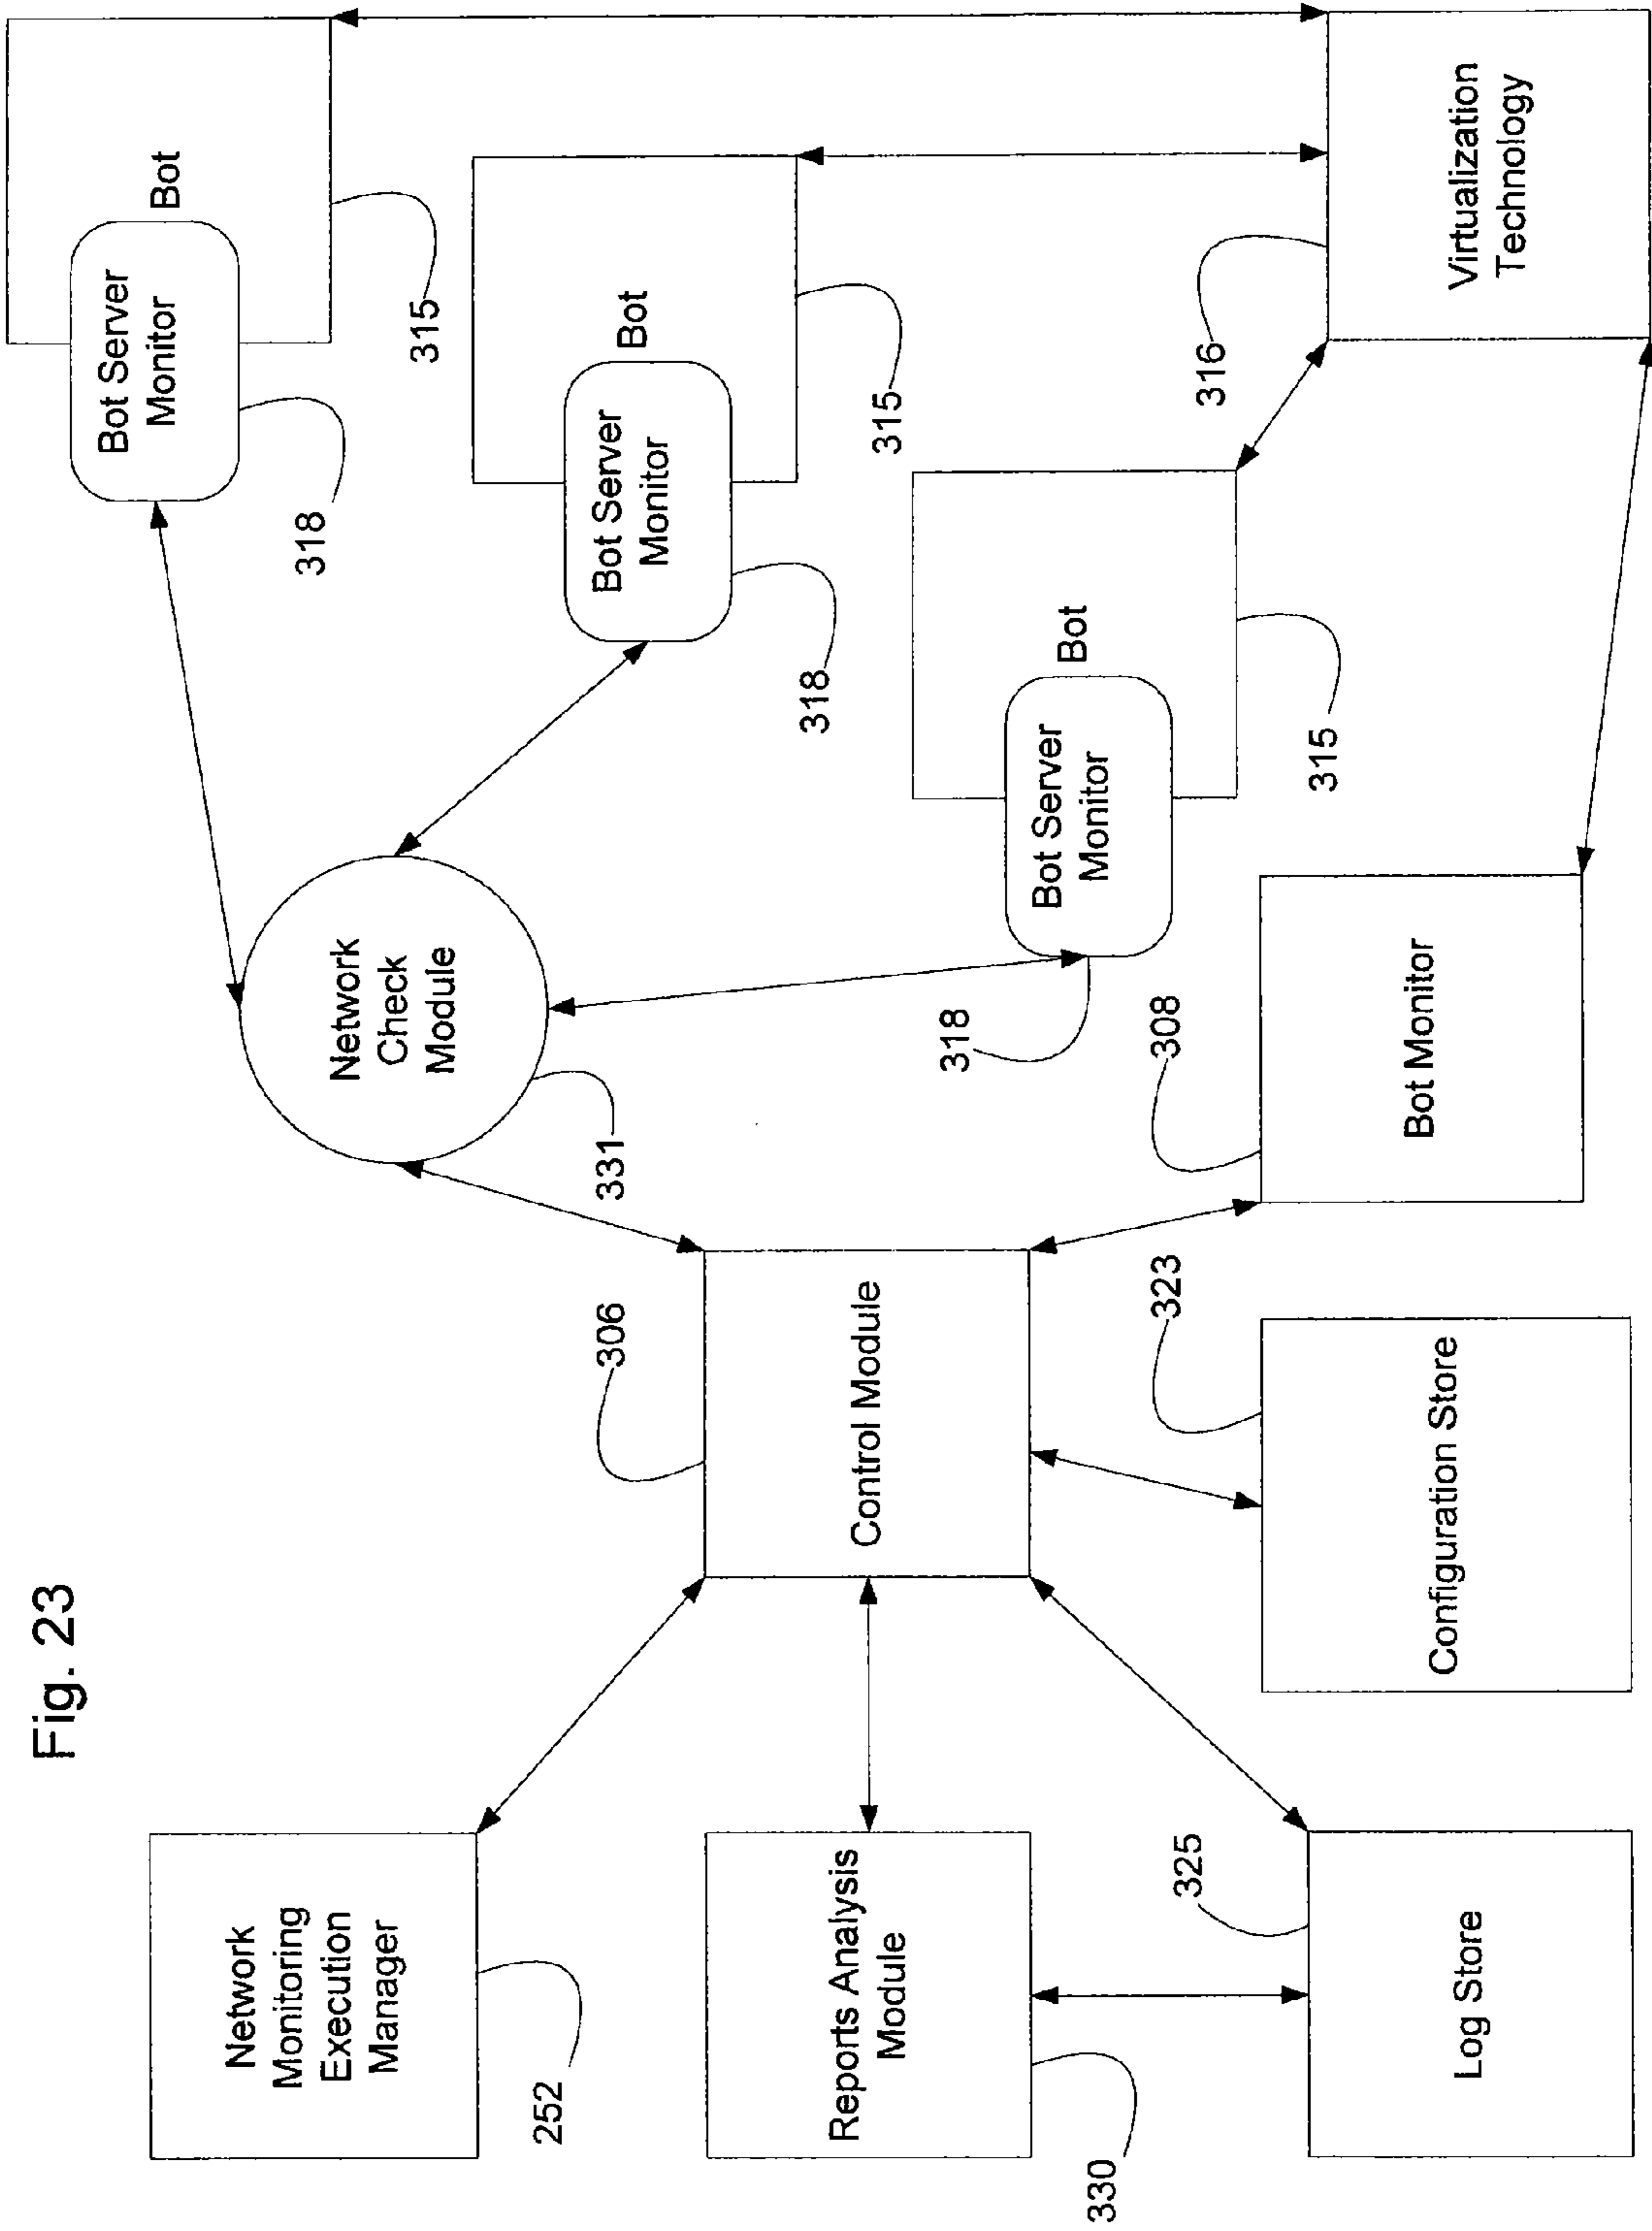 Fig. 23
Network
Monitoring
Execution
Manager
252
Reports Analysis
Module
330
Log Store
325
Control Module
306
Configuration Store
323
Network
Check
Module
331
Bot Monitor
308
Bot Server
Monitor
Bot
318
315
Bot Server
Monitor
Bot
318
315
Bot Server
Monitor
Bot
318
315
Virtualization
Technology
316